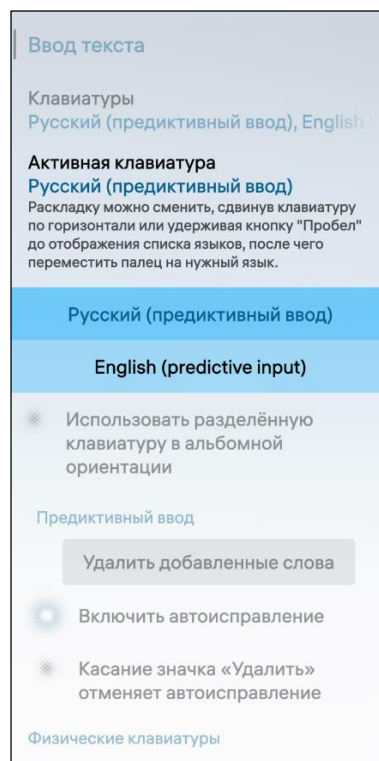 Ввод текста
Клавиатуры
Русский (предиктивный ввод), English
Активная клавиатура
Русский (предиктивный ввод)
Раскладку можно сменить, сдвинув клавиатуру
по горизонтали или удерживая кнопку "Пробел"
до отображения списка языков, после чего
переместить палец на нужный язык.
Русский (предиктивный ввод)
English (predictive input)
Использовать разделённую
клавиатуру в альбомной
ориентации
Предиктивный ввод
Удалить добавленные слова
Включить автоисправление
Касание значка «Удалить»
отменяет автоисправление
Физические клавиатуры